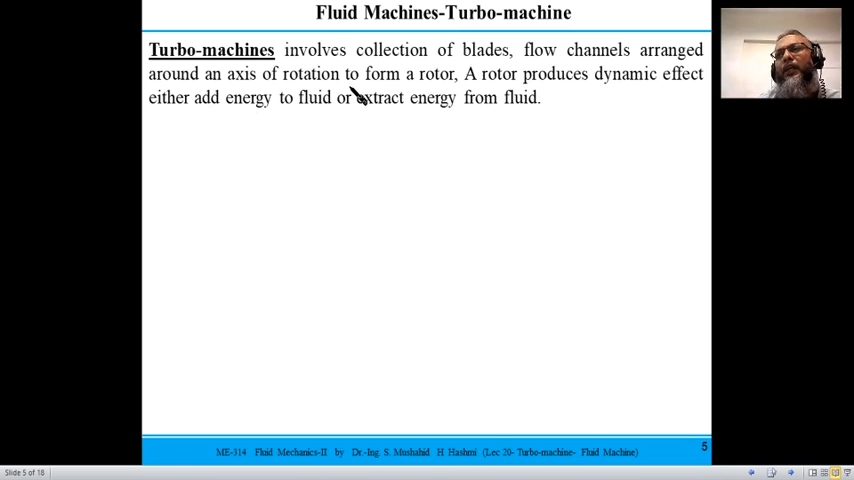 Fluid Machines-Turbo-machine
Turbo-machines involves collection of blades, flow channels arranged
around an axis of rotation to form a rotor, A rotor produces dynamic effect
either add energy to fluid or extract energy from fluid.
5
ME-314 Fluid Mechanics-II by Dr.-Ing. S. Mushahid H Hashmi (Lec 20- Turbo-machine- Fluid Machine)
Slide 5 of 18